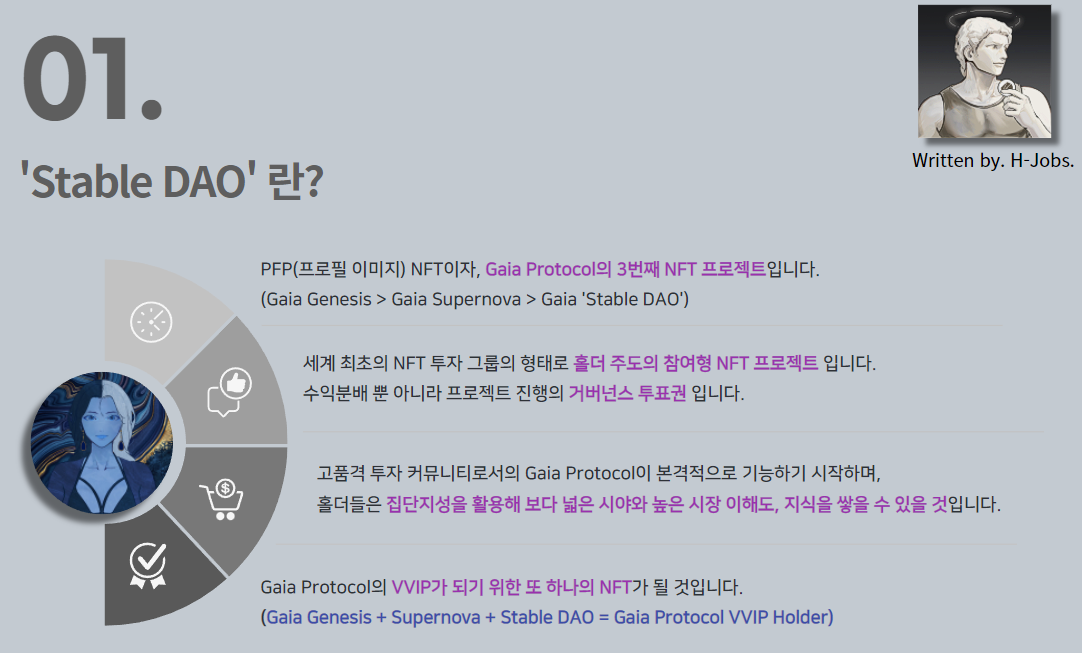 01.
Written by. H-Jobs.
'Stable DAO' 란?
PFP(프로필 이미지) NFT이자, Gaia Protocol의 3번째 NFT 프로젝트입니다.
(Gaia Genesis > Gaia Supernova > Gaia 'Stable DAO')
세계 최초의 NFT 투자 그룹의 형태로 홀더 주도의 참여형 NFT 프로젝트 입니다.
수익분배 뿐 아니라 프로젝트 진행의 거버넌스 투표권 입니다.
고품격 투자 커뮤니티로서의 Gaia Protocol이 본격적으로 기능하기 시작하며,
홀더들은 집단지성을 활용해 보다 넓은 시야와 높은 시장 이해도, 지식을 쌓을 수 있을 것입니다.
Gaia Protocol의 VVIP가 되기 위한 또 하나의 NFT가 될 것입니다.
(Gaia Genesis + Supernova + Stable DAO = Gaia Protocol VVIP Holder)